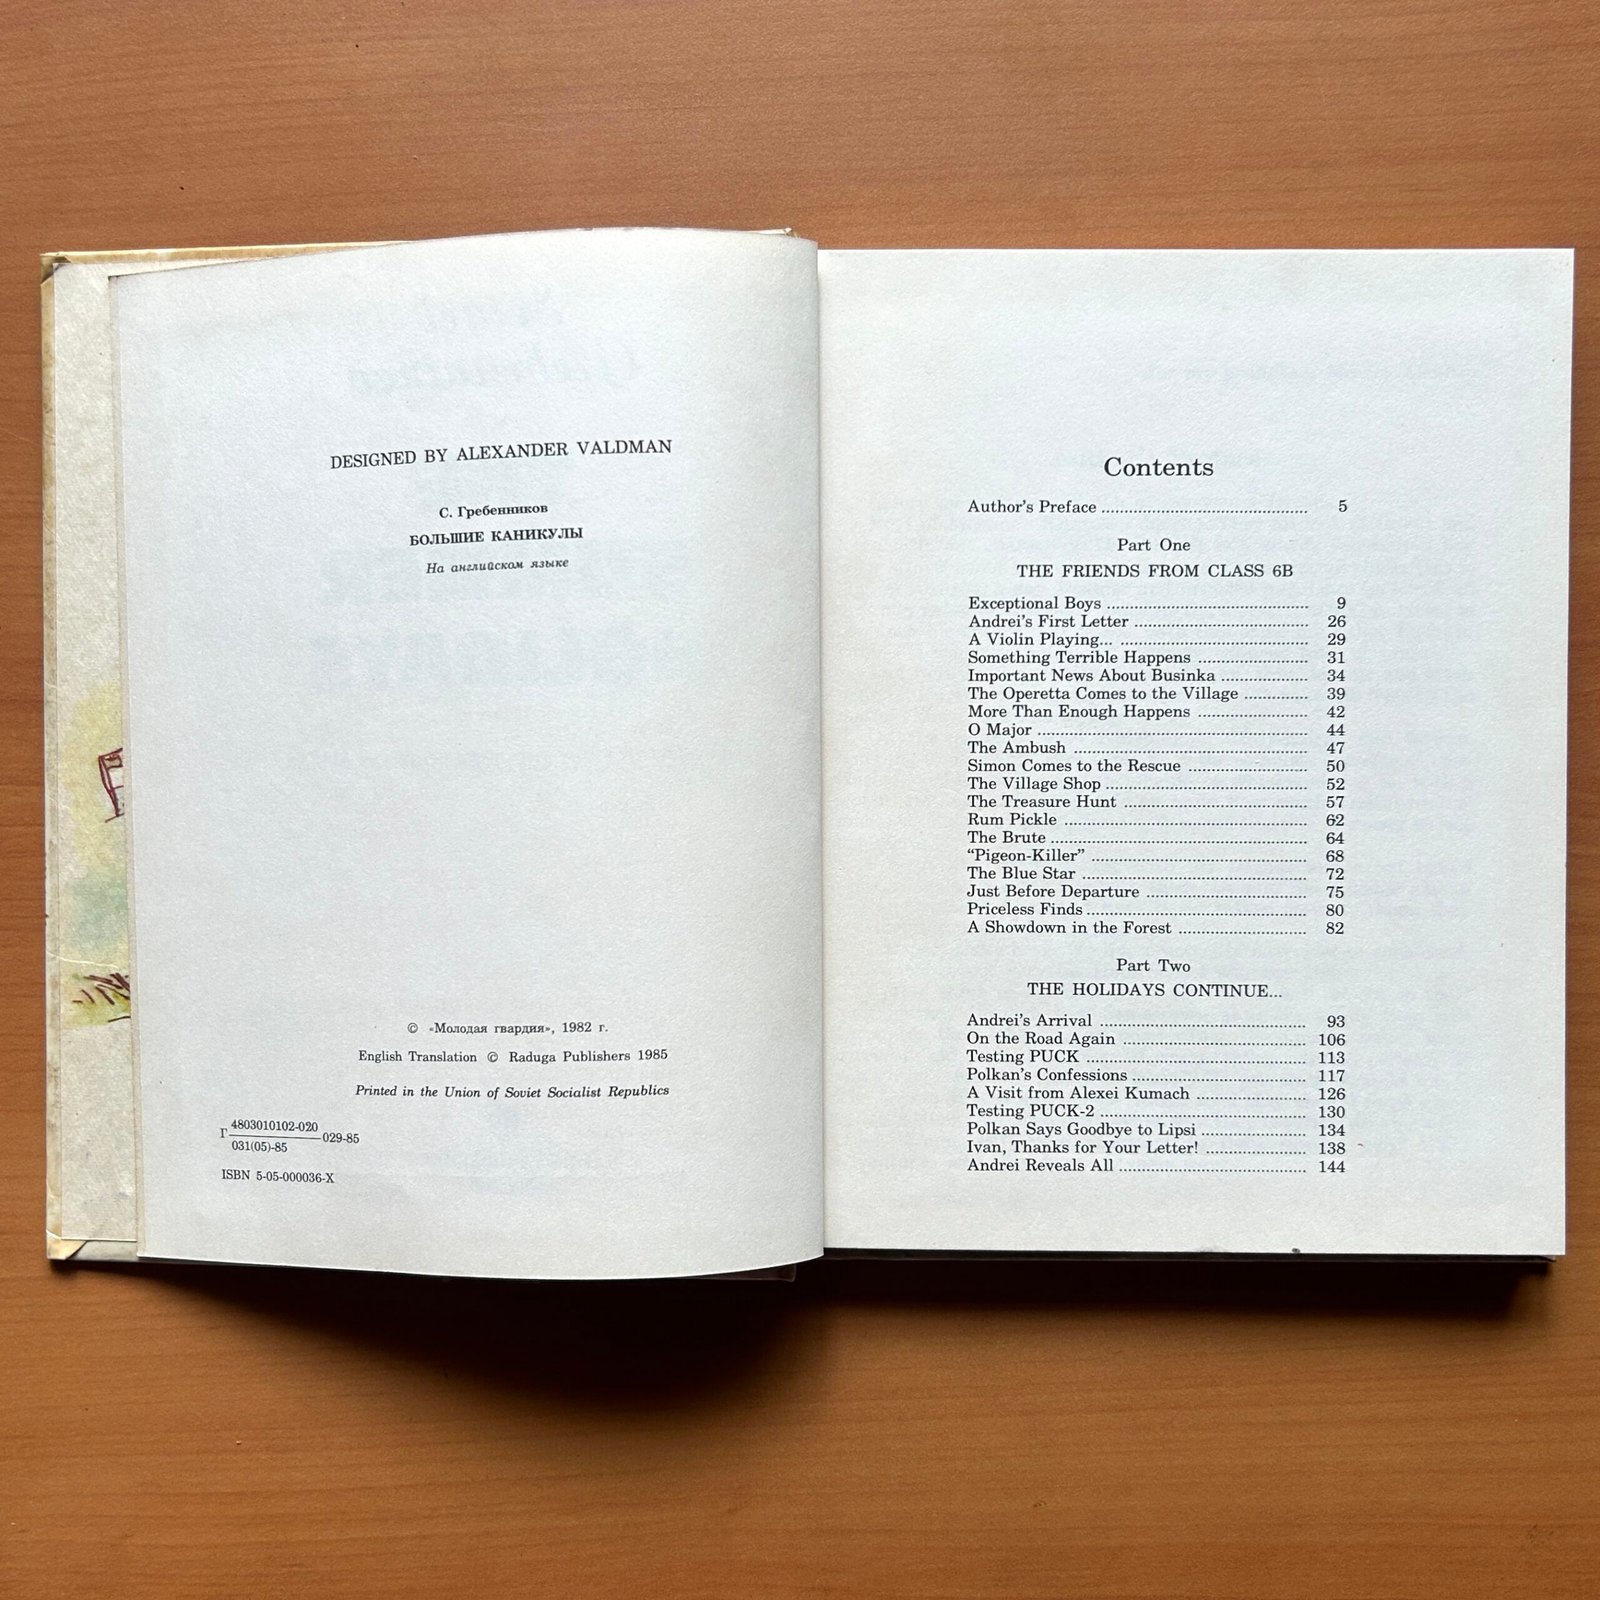 DESIGNED BY ALEXANDER VALDMAN
С. Гребенников
БОЛЬШИЕ КАНИКУЛЫ
На английском языке
© «Молодая гвардия», 1982 г.
English Translation © Raduga Publishers 1985
Printed in the Union of Soviet Socialist Republics
Г 4803010102-020 029-85
031(05)-85
ISBN 5-05-000036-X
Contents
Author's Preface ........ 5
Part One
THE FRIENDS FROM CLASS 6B
Exceptional Boys ........ 9
Andrei's First Letter ........ 26
A Violin Playing... ........ 29
Something Terrible Happens ........ 31
Important News About Businka ........ 34
The Operetta Comes to the Village ........ 39
More Than Enough Happens ........ 42
O Major ........ 44
The Ambush ........ 47
Simon Comes to the Rescue ........ 50
The Village Shop ........ 52
The Treasure Hunt ........ 57
Rum Pickle ........ 62
The Brute ........ 64
“Pigeon-Killer” ........ 68
The Blue Star ........ 72
Just Before Departure ........ 75
Priceless Finds ........ 80
A Showdown in the Forest ........ 82
Part Two
THE HOLIDAYS CONTINUE...
Andrei's Arrival ........ 93
On the Road Again ........ 106
Testing PUCK ........ 113
Polkan's Confessions ........ 117
A Visit from Alexei Kumach ........ 126
Testing PUCK-2 ........ 130
Polkan Says Goodbye to Lipsi ........ 134
Ivan, Thanks for Your Letter! ........ 138
Andrei Reveals All ........ 144